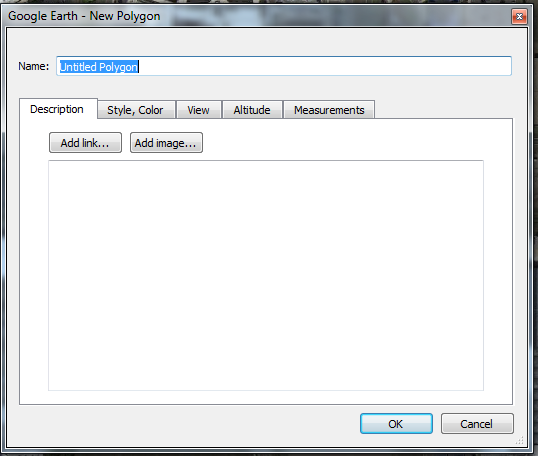 Google Earth - New Polygon
Name: Untitled Polygon
Description Style, Color View Altitude Measurements
Add link... Add image...
OK Cancel